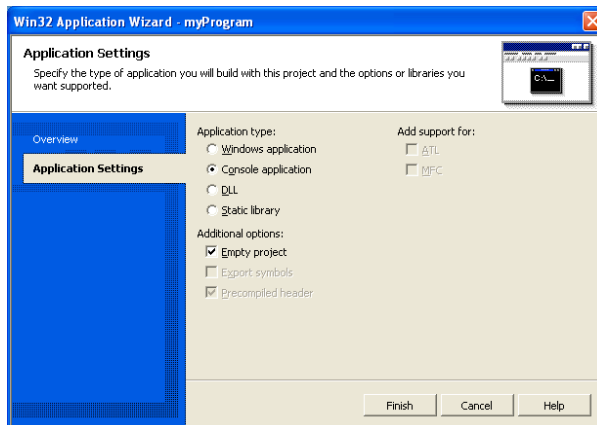 Win32 Application Wizard - myProgram
Application Settings
Specify the type of application you will build with this project and the options or libraries you
want supported.
C:\_
Overview
Application Settings
Application type:
Windows application
Console application
DLL
Static library
Additional options:
Empty project
Export symbols
Precompiled header
Add support for:
ATL
MFC
Finish
Cancel
Help